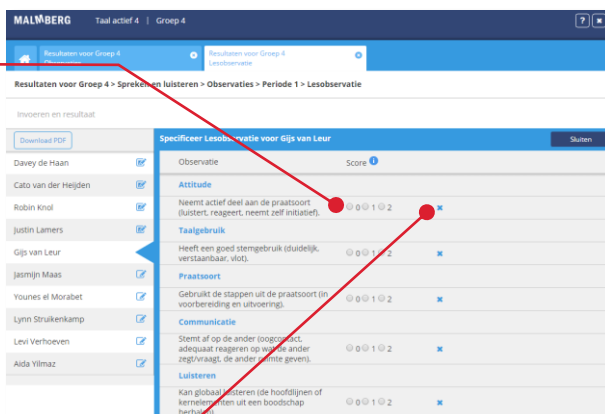 MALMBERG Taal actief 4 | Groep 4
?
Resultaten voor Groep 4
Observaties
Resultaten voor Groep 4
Lesobservatie
Resultaten voor Groep 4 > Spreken en luisteren > Observaties > Periode 1 > Lesobservatie
Invoeren en resultaat
Download PDF
Specificeer Lesobservatie voor Gijs van Leur
Sluiten
Davey de Haan
Cato van der Heijden
Robin Knol
Justin Lamers
Gijs van Leur
Jasmijn Maas
Younes el Morabet
Lynn Struikenkamp
Levi Verhoeven
Aida Yilmaz
Observatie Score
Attitude
Neemt actief deel aan de praatsoort
(luistert, reageert, neemt zelf initiatief).
0 1 2
Taalgebruik
Heeft een goed stemgebruik (duidelijk,
verstaanbaar, vlot).
0 0 1 2
Praatsoort
Gebruikt de stappen uit de praatsoort (in
voorbereiding en uitvoering).
0 1 2
Communicatie
Stemt af op de ander (oogcontact,
adequaat reageren op wat de ander
zegt/vraagt, de ander ruimte geven).
0 1 2
Luisteren
Kan globaal luisteren (de hoofdlijnen of
kernelementen uit een boodschap
herhalen).
0 1 2